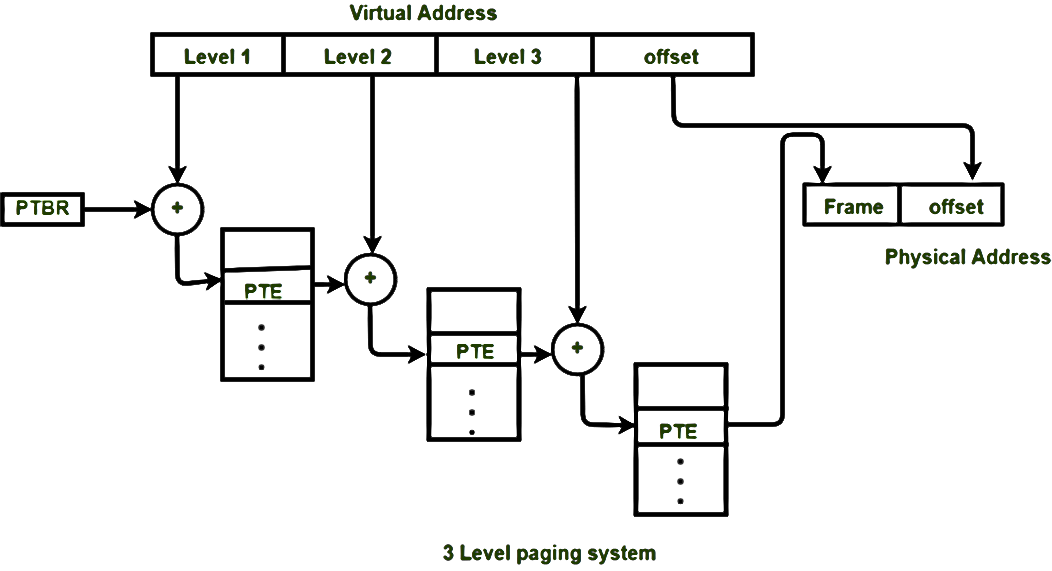 Virtual Address
Level 1 Level 2 Level 3 offset
PTBR + Frame offset
Physical Address
PTE +
PTE +
PTE
3 Level paging system